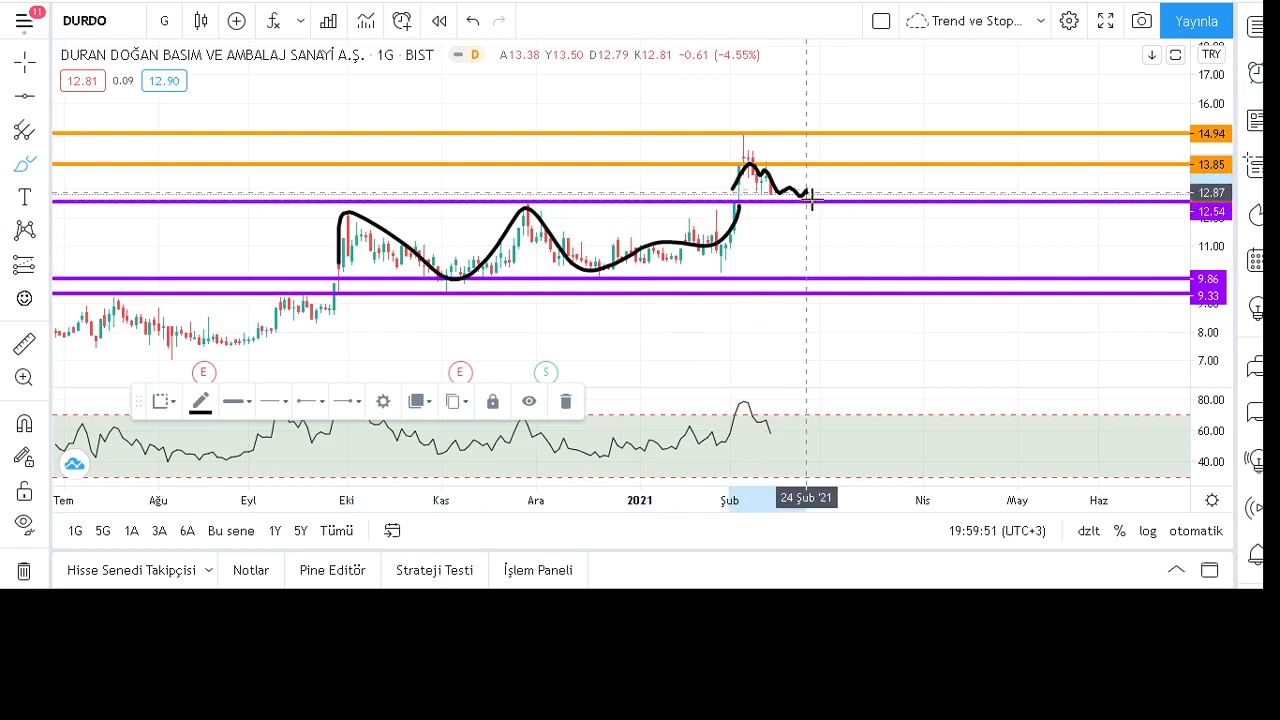 11
DURDO G Trend ve Stop... Yayınla
DURAN DOĞAN BASIM VE AMBALAJ SANAYİ A.Ş. · 1G · BIST D A13.38 Y13.50 D12.79 K12.81 −0.61 (−4.55%) TRY
12.81 0.09 12.90
17.00
16.00
14.94
13.85
12.87
12.54
11.00
9.86
9.33
8.00
7.00
E E S
80.00
60.00
40.00
Tem Ağu Eyl Eki Kas Ara 2021 Şub 24 Şub '21 Nis May Haz
1G 5G 1A 3A 6A Bu sene 1Y 5Y Tümü 19:59:51 (UTC+3) dzlt % log otomatik
Hisse Senedi Takipçisi Notlar Pine Editör Strateji Testi İşlem Paneli